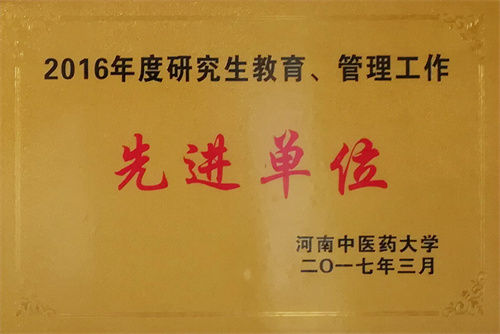 2016年度研究生教育、管理工作
先进单位
河南中医药大学
二〇一七年三月